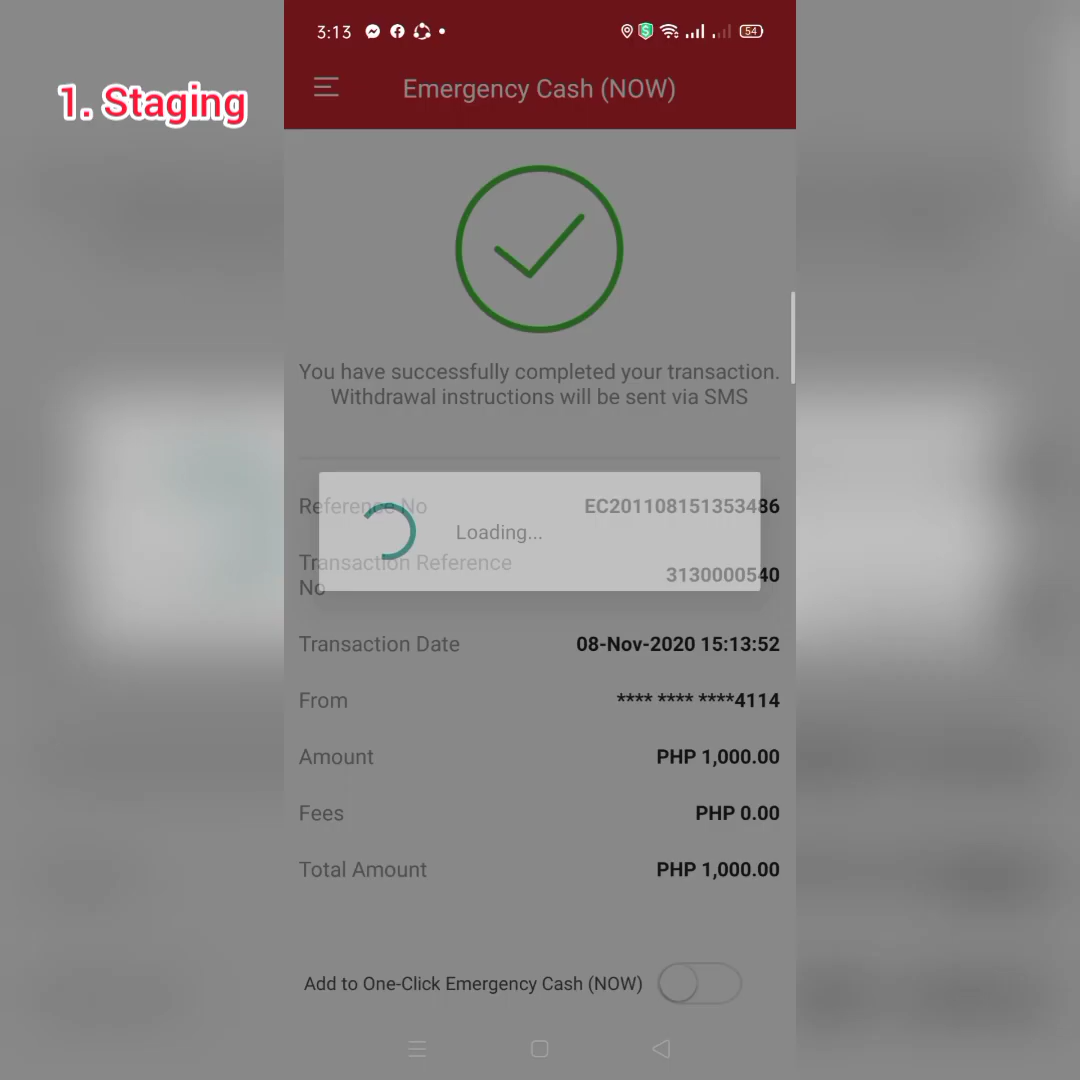 1. Staging
3:13
54
Emergency Cash (NOW)
You have successfully completed your transaction.
Withdrawal instructions will be sent via SMS
Reference No EC201108151353486
Loading...
Transaction Reference
No 3130000540
Transaction Date 08-Nov-2020 15:13:52
From **** **** ****4114
Amount PHP 1,000.00
Fees PHP 0.00
Total Amount PHP 1,000.00
Add to One-Click Emergency Cash (NOW)